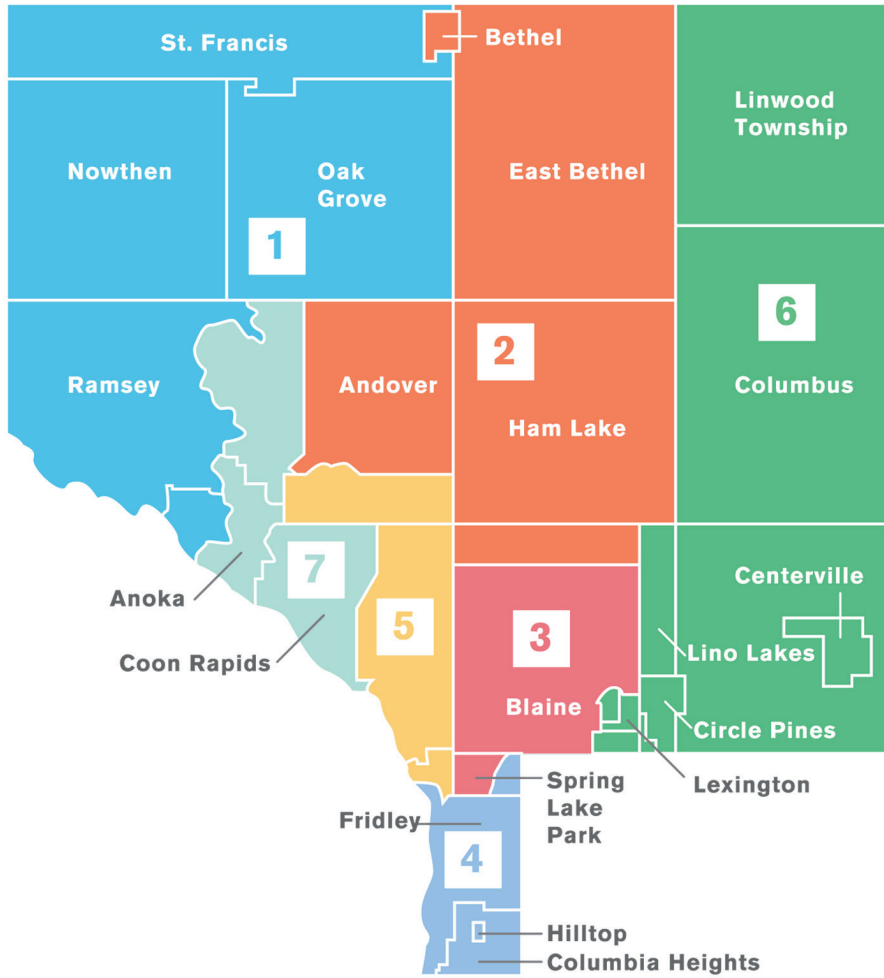 St. Francis
Bethel
Linwood
Township
Nowthen
Oak
Grove
East Bethel
1
6
2
Ramsey
Andover
Columbus
Ham Lake
7
Centerville
Anoka
5
3
Coon Rapids
Lino Lakes
Blaine
Circle Pines
Spring
Lake
Park
Lexington
Fridley
4
Hilltop
Columbia Heights